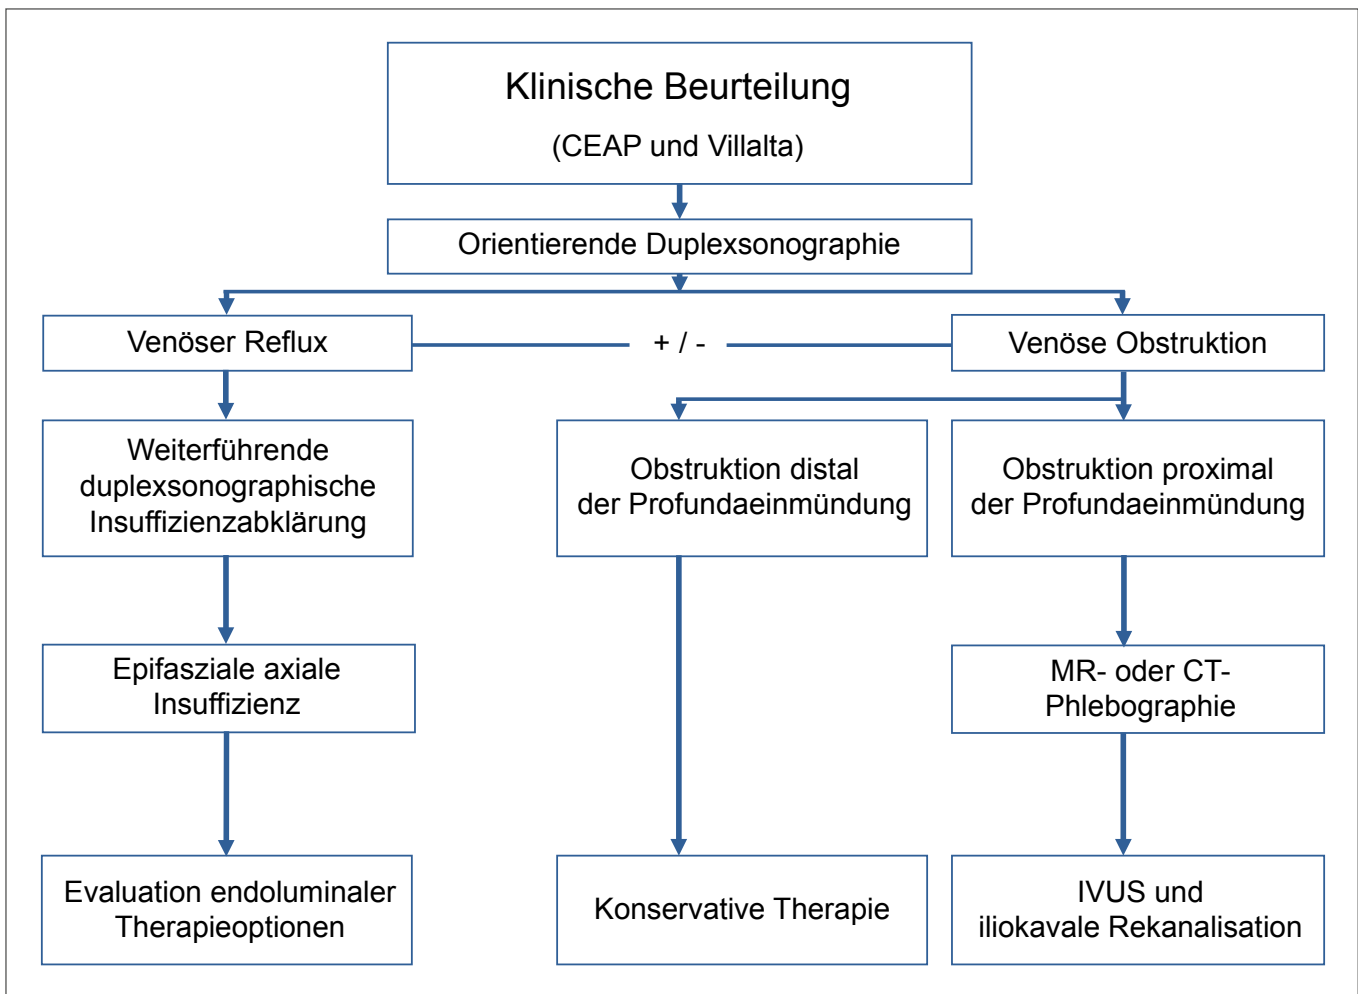 Klinische Beurteilung
(CEAP und Villalta)
Orientierende Duplexsonographie
Venöser Reflux
+ / -
Venöse Obstruktion
Weiterführende
duplexsonographische
Insuffizienzabklärung
Obstruktion distal
der Profundaeinmündung
Obstruktion proximal
der Profundaeinmündung
Epifasziale axiale
Insuffizienz
MR- oder CT-
Phlebographie
Evaluation endoluminaler
Therapieoptionen
Konservative Therapie
IVUS und
iliokavale Rekanalisation